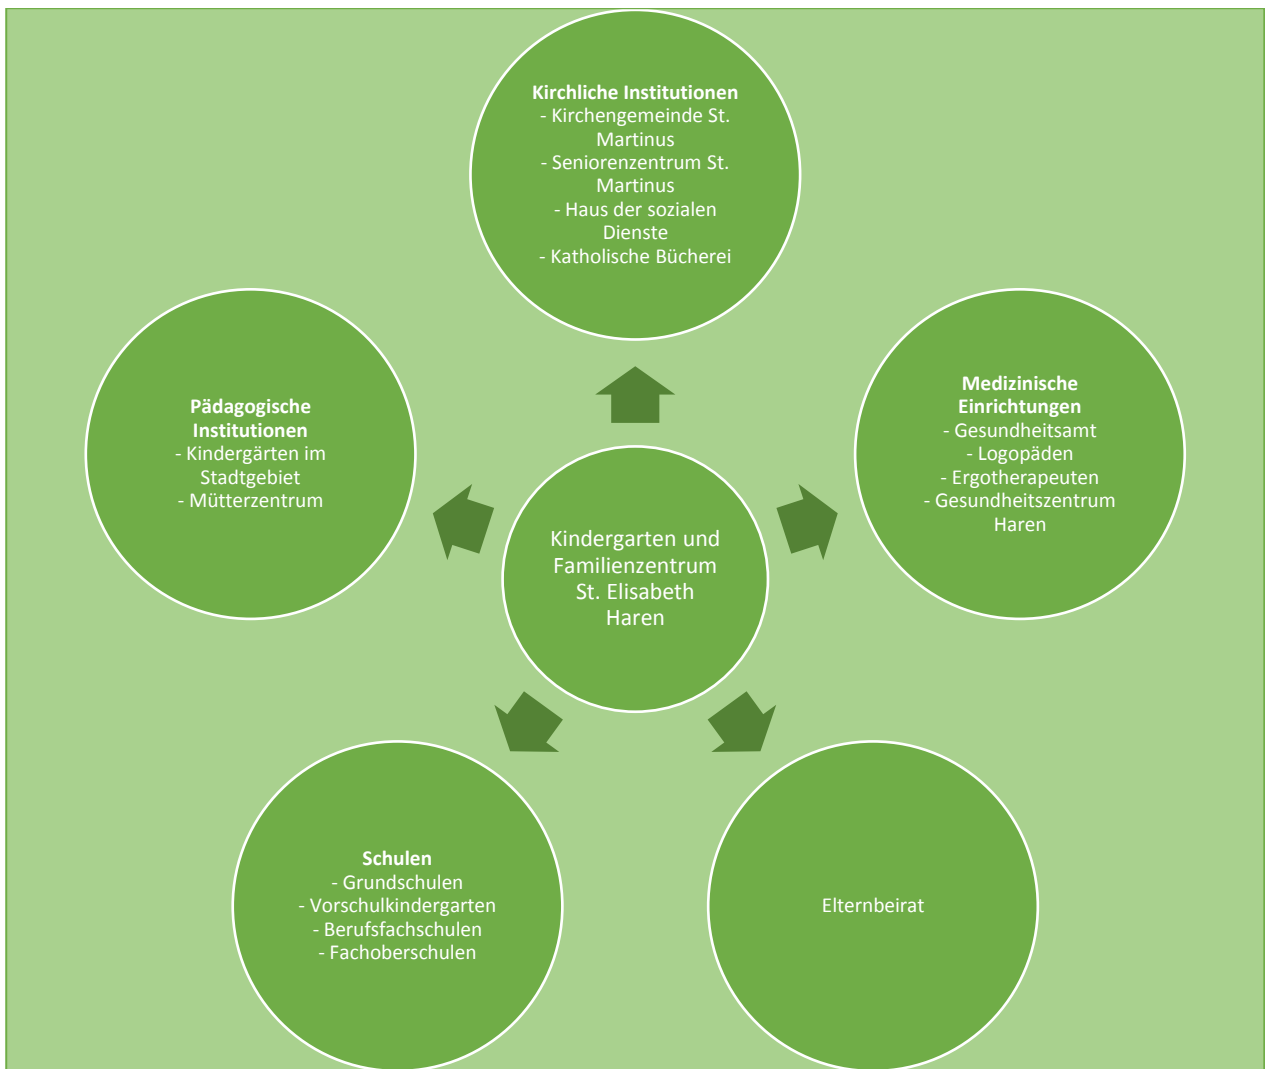 Kirchliche Institutionen
- Kirchengemeinde St.
Martinus
- Seniorenzentrum St.
Martinus
- Haus der sozialen
Dienste
- Katholische Bücherei
Pädagogische
Institutionen
- Kindergärten im
Stadtgebiet
- Mütterzentrum
Medizinische
Einrichtungen
- Gesundheitsamt
- Logopäden
- Ergotherapeuten
- Gesundheitszentrum
Haren
Kindergarten und
Familienzentrum
St. Elisabeth
Haren
Schulen
- Grundschulen
- Vorschulkindergarten
- Berufsfachschulen
- Fachoberschulen
Elternbeirat